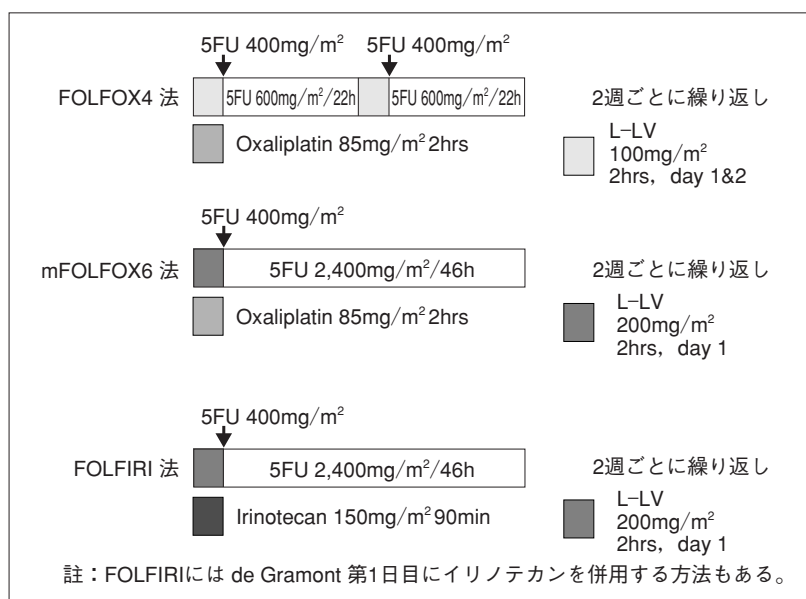 5FU 400mg/m² 5FU 400mg/m²
FOLFOX4 法 5FU 600mg/m²/22h 5FU 600mg/m²/22h 2週ごとに繰り返し
Oxaliplatin 85mg/m² 2hrs
L-LV
100mg/m²
2hrs, day 1&2
5FU 400mg/m²
mFOLFOX6 法 5FU 2,400mg/m²/46h 2週ごとに繰り返し
Oxaliplatin 85mg/m² 2hrs
L-LV
200mg/m²
2hrs, day 1
5FU 400mg/m²
FOLFIRI 法 5FU 2,400mg/m²/46h 2週ごとに繰り返し
Irinotecan 150mg/m² 90min
L-LV
200mg/m²
2hrs, day 1
註：FOLFIRIには de Gramont 第1日目にイリノテカンを併用する方法もある。